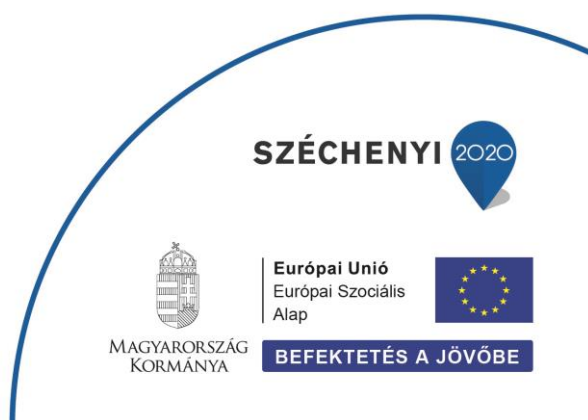 SZÉCHENYI 2020
Európai Unió
Európai Szociális
Alap
MAGYARORSZÁG
KORMÁNYA
BEFEKTETÉS A JÖVŐBE